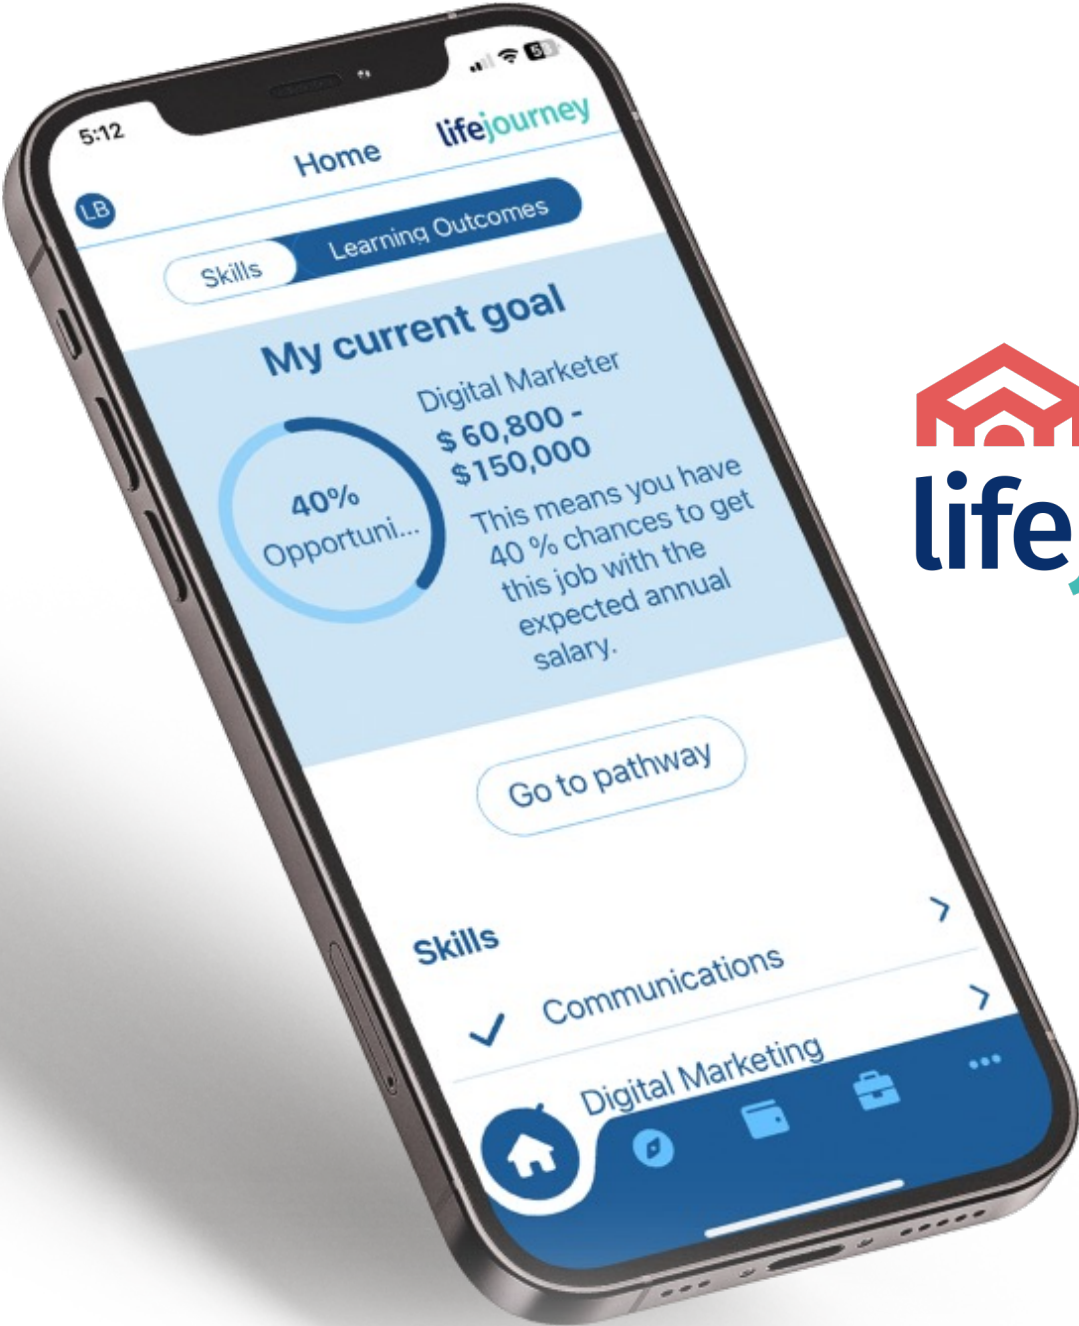 5:12
58
LB
Home
lifejourney
Skills
Learning Outcomes
My current goal
Digital Marketer
$ 60,800 -
$150,000
40%
Opportuni...
This means you have
40 % chances to get
this job with the
expected annual
salary.
Go to pathway
Skills
Communications
Digital Marketing
life